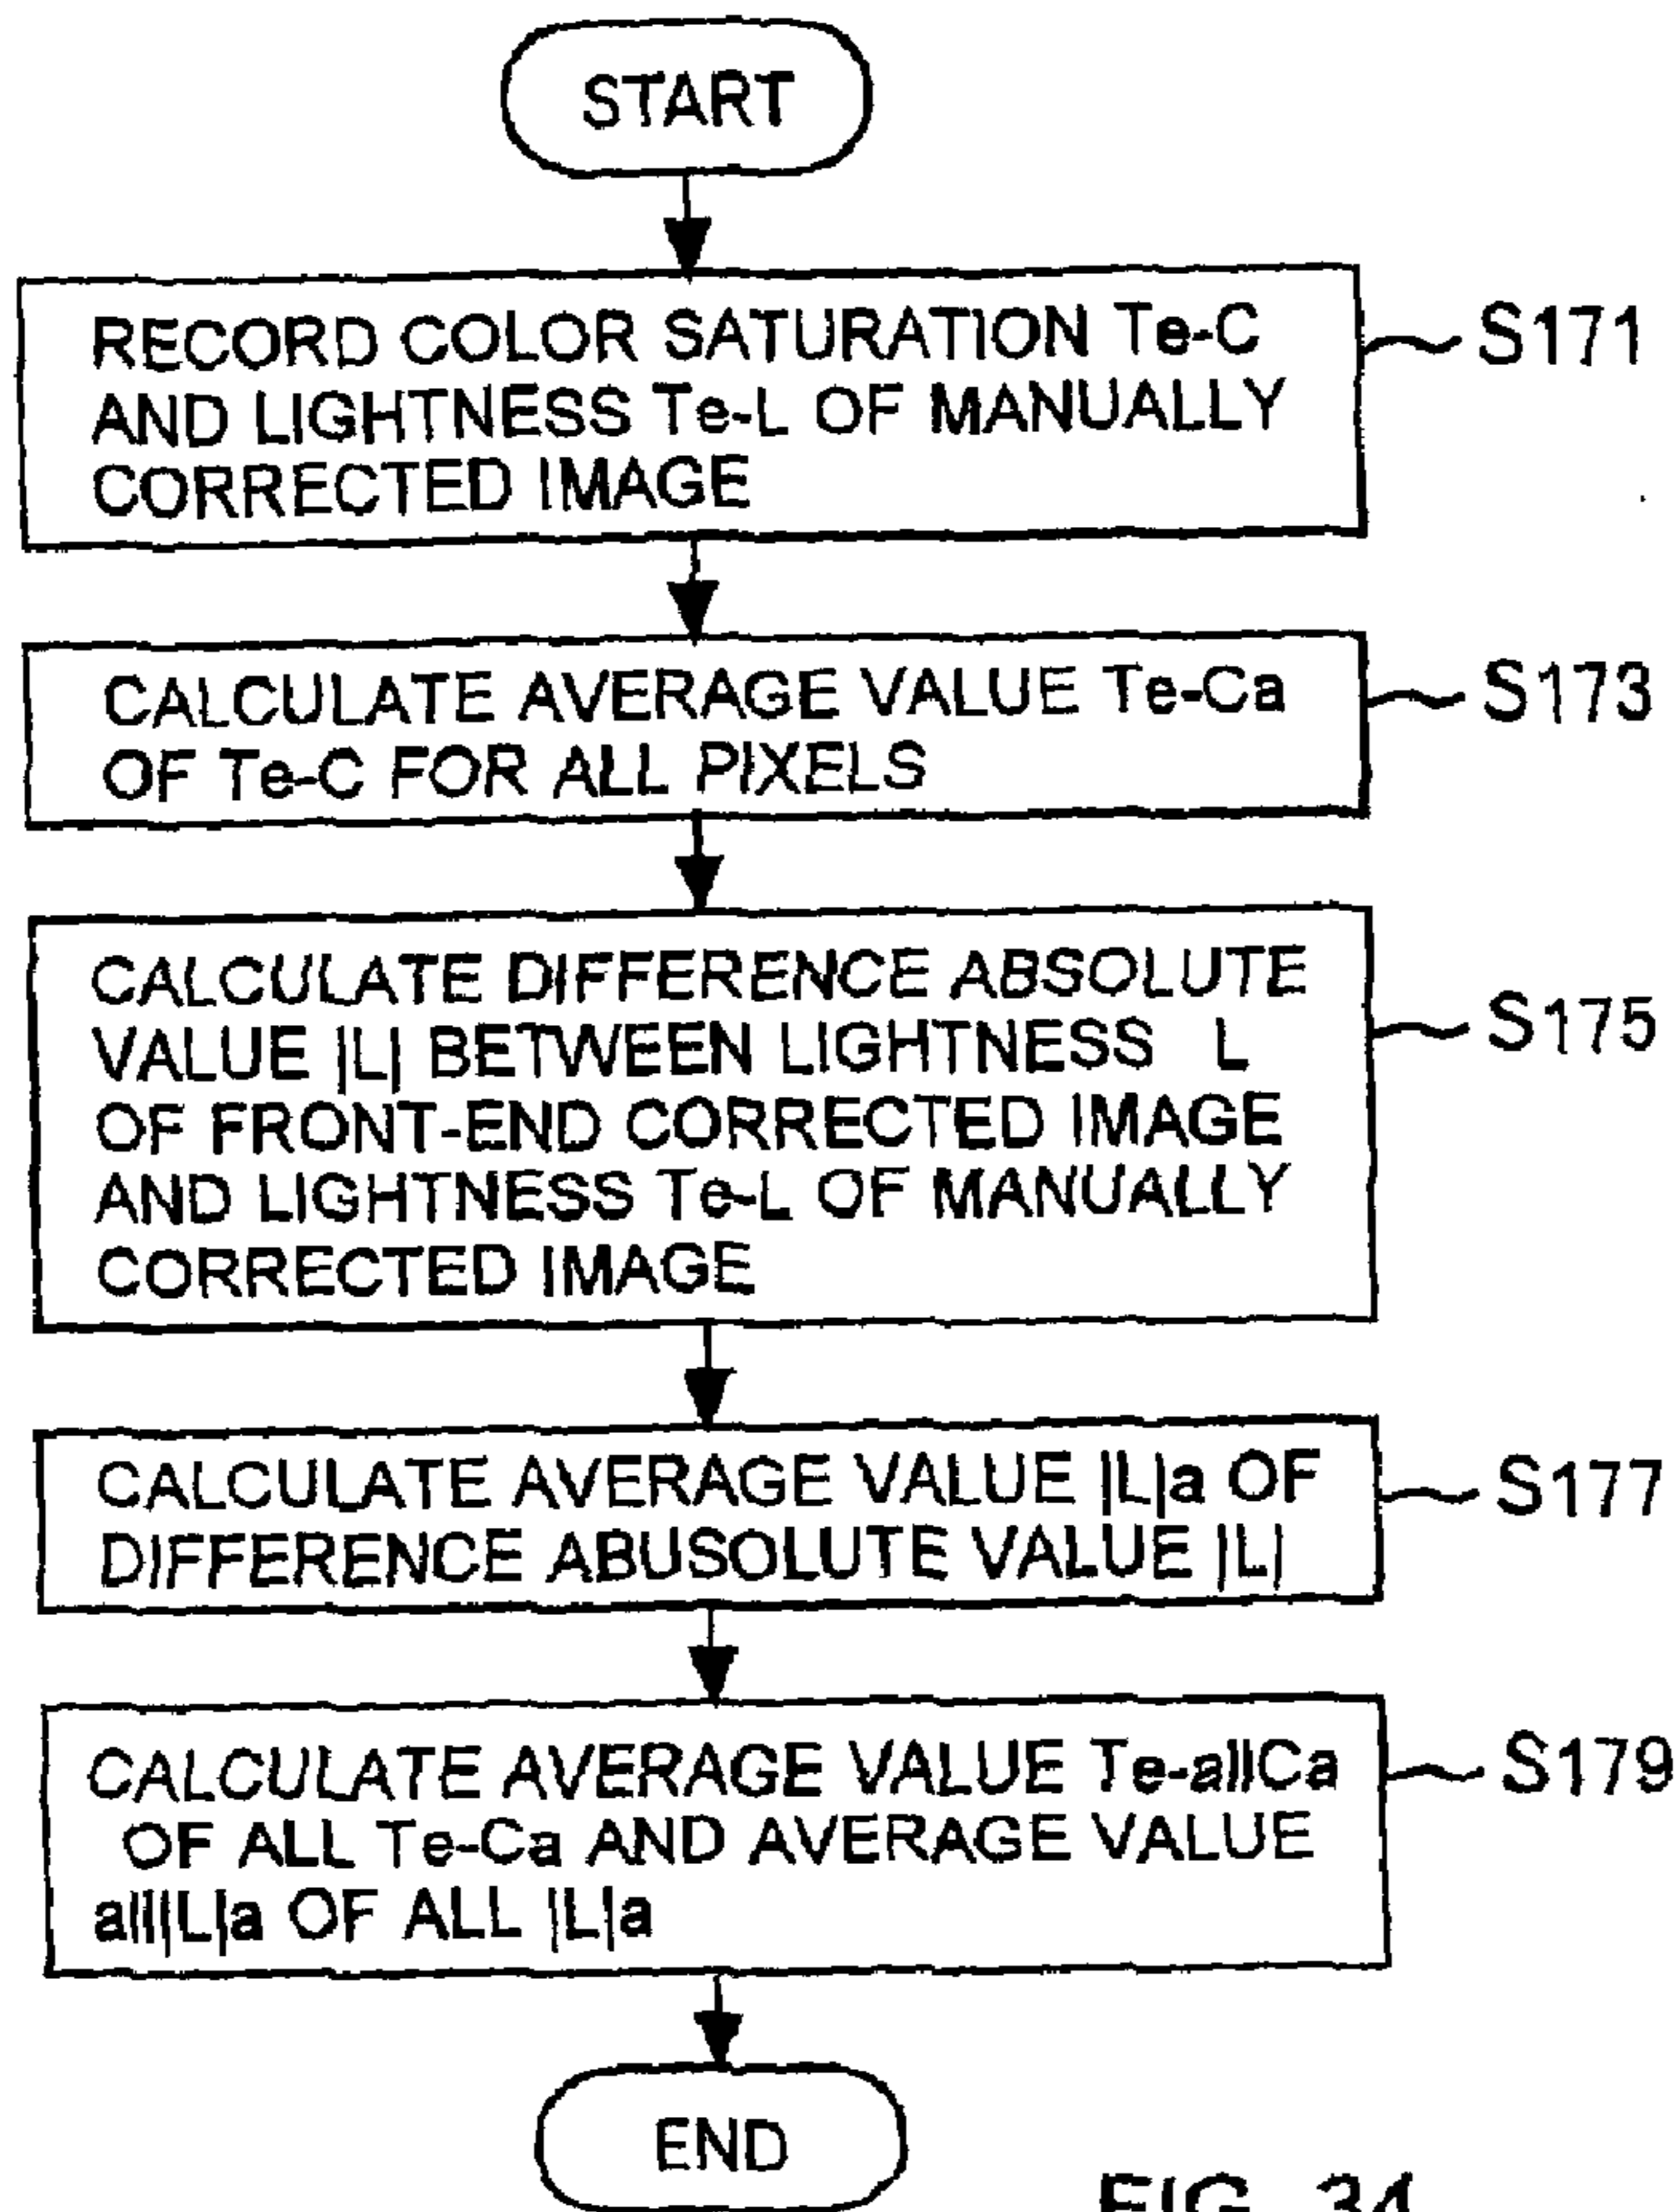 START
RECORD COLOR SATURATION Te-C
AND LIGHTNESS Te-L OF MANUALLY
CORRECTED IMAGE
S171
CALCULATE AVERAGE VALUE Te-Ca
OF Te-C FOR ALL PIXELS
S173
CALCULATE DIFFERENCE ABSOLUTE
VALUE |L| BETWEEN LIGHTNESS L
OF FRONT-END CORRECTED IMAGE
AND LIGHTNESS Te-L OF MANUALLY
CORRECTED IMAGE
S175
CALCULATE AVERAGE VALUE |L|a OF
DIFFERENCE ABUSOLUTE VALUE |L|
S177
CALCULATE AVERAGE VALUE Te-allCa
OF ALL Te-Ca AND AVERAGE VALUE
all|L|a OF ALL |L|a
S179
END
FIG. 34